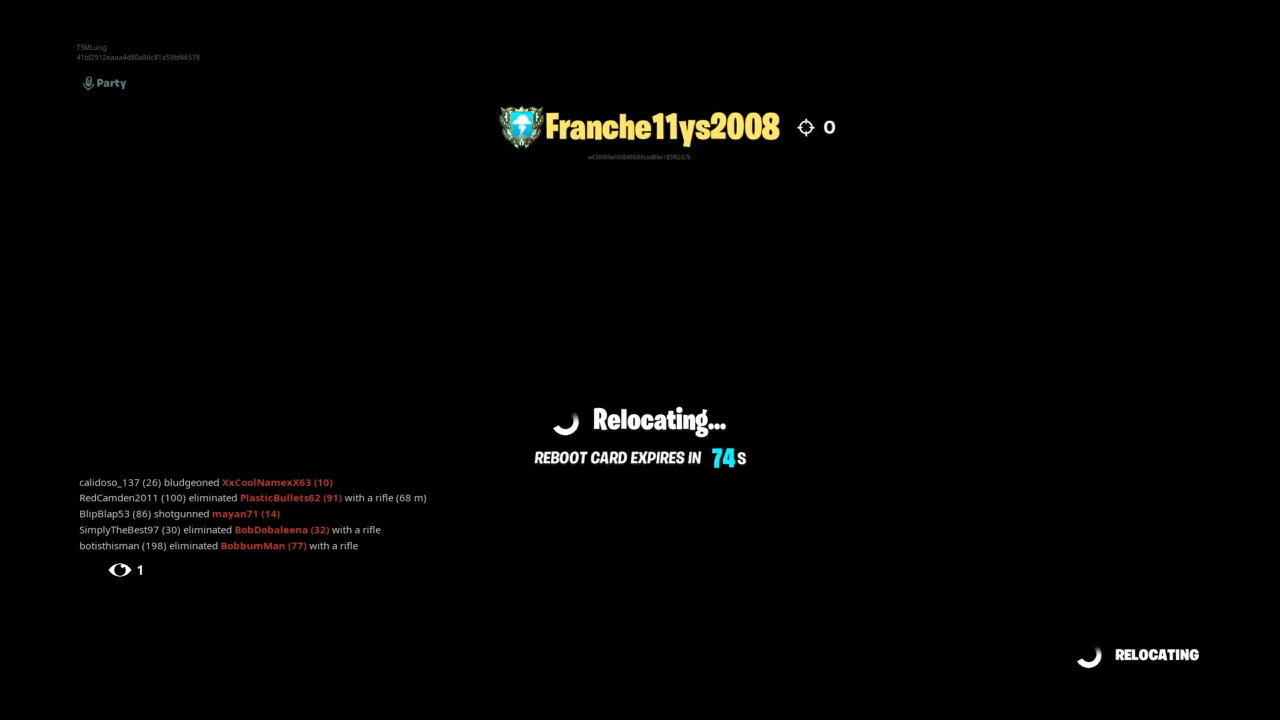 TSMLuisg
Party
Franche11ys2008 0
Relocating...
REBOOT CARD EXPIRES IN 74 S
calidoso_137 (26) bludgeoned XxCoolNamexX63 (10)
RedCamden2011 (100) eliminated PlasticBullets62 (91) with a rifle (68 m)
BlipBlap53 (86) shotgunned mayan71 (14)
SimplyTheBest97 (30) eliminated BobDobaleena (32) with a rifle
botisthisman (198) eliminated BobbumMan (77) with a rifle
1
RELOCATING